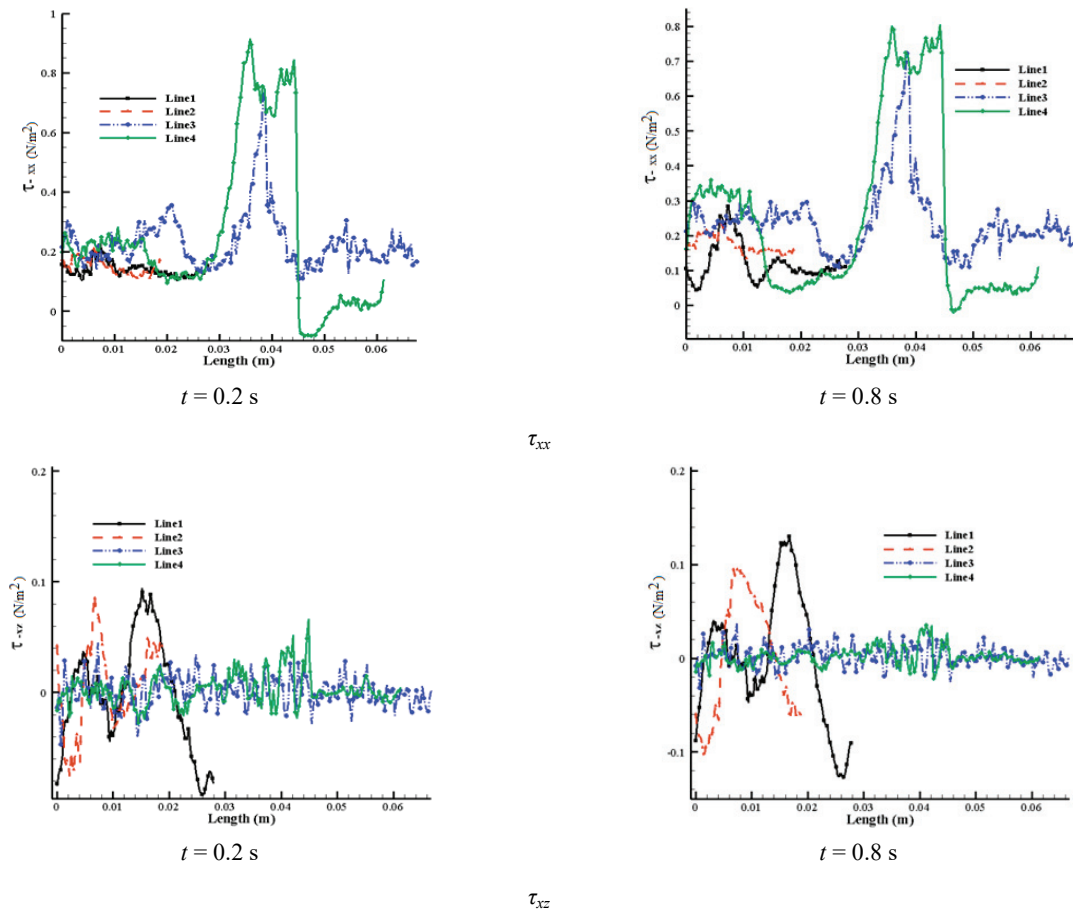 1
0.8
0.6
0.4
0.2
0
τ- xx (N/m²)
Line1
Line2
Line3
Line4
0 0.01 0.02 0.03 0.04 0.05 0.06
Length (m)
t = 0.2 s
0.8
0.7
0.6
0.5
0.4
0.3
0.2
0.1
0
τ- xx (N/m²)
Line1
Line2
Line3
Line4
0 0.01 0.02 0.03 0.04 0.05 0.06
Length (m)
t = 0.8 s
τxx
0.2
0.1
0
τ -xz (N/m²)
Line1
Line2
Line3
Line4
0 0.01 0.02 0.03 0.04 0.05 0.06
Length (m)
t = 0.2 s
0.2
0.1
0
-0.1
τ -xz (N/m²)
Line1
Line2
Line3
Line4
0 0.01 0.02 0.03 0.04 0.05 0.06
Length (m)
t = 0.8 s
τxz